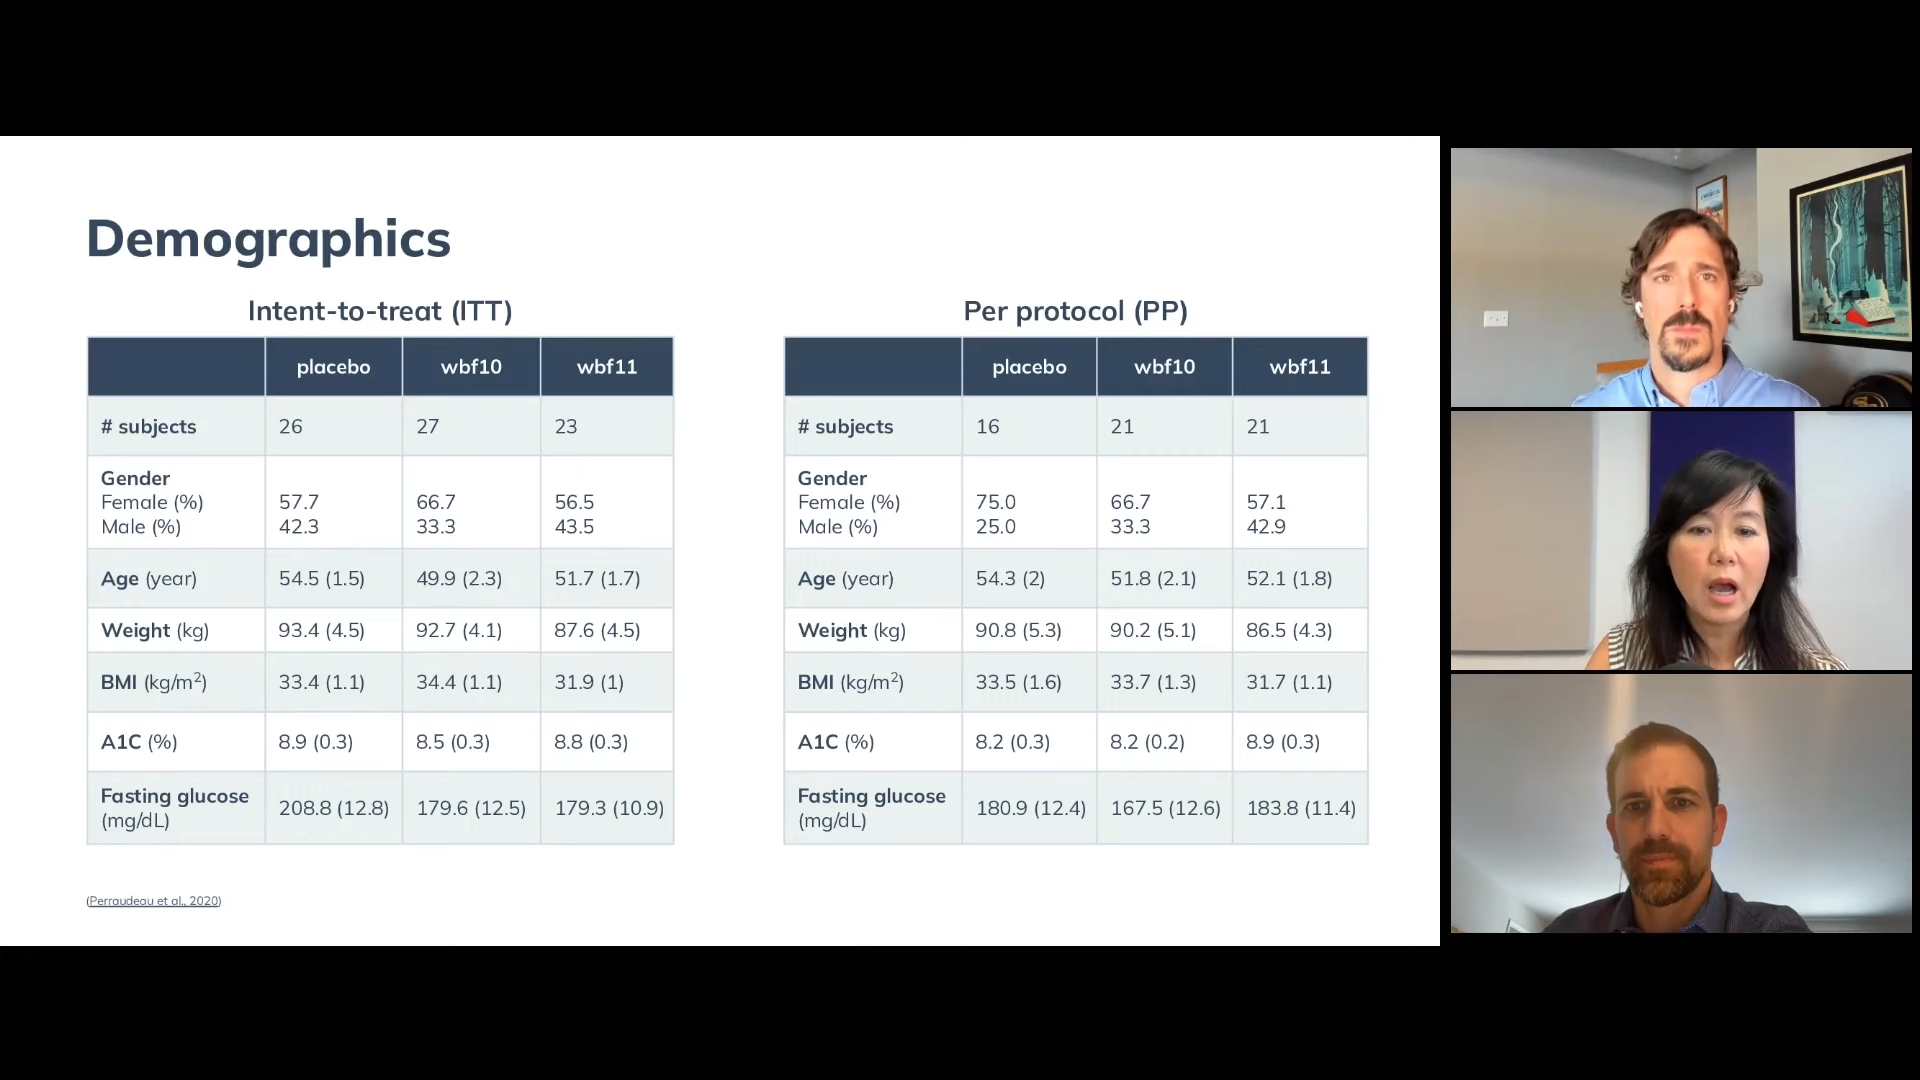 Demographics
Intent-to-treat (ITT)
placebo wbf10 wbf11
# subjects 26 27 23
Gender
Female (%) 57.7 66.7 56.5
Male (%) 42.3 33.3 43.5
Age (year) 54.5 (1.5) 49.9 (2.3) 51.7 (1.7)
Weight (kg) 93.4 (4.5) 92.7 (4.1) 87.6 (4.5)
BMI (kg/m²) 33.4 (1.1) 34.4 (1.1) 31.9 (1)
A1C (%) 8.9 (0.3) 8.5 (0.3) 8.8 (0.3)
Fasting glucose
(mg/dL) 208.8 (12.8) 179.6 (12.5) 179.3 (10.9)
Per protocol (PP)
placebo wbf10 wbf11
# subjects 16 21 21
Gender
Female (%) 75.0 66.7 57.1
Male (%) 25.0 33.3 42.9
Age (year) 54.3 (2) 51.8 (2.1) 52.1 (1.8)
Weight (kg) 90.8 (5.3) 90.2 (5.1) 86.5 (4.3)
BMI (kg/m²) 33.5 (1.6) 33.7 (1.3) 31.7 (1.1)
A1C (%) 8.2 (0.3) 8.2 (0.2) 8.9 (0.3)
Fasting glucose
(mg/dL) 180.9 (12.4) 167.5 (12.6) 183.8 (11.4)
(Perraudeau et al., 2020)